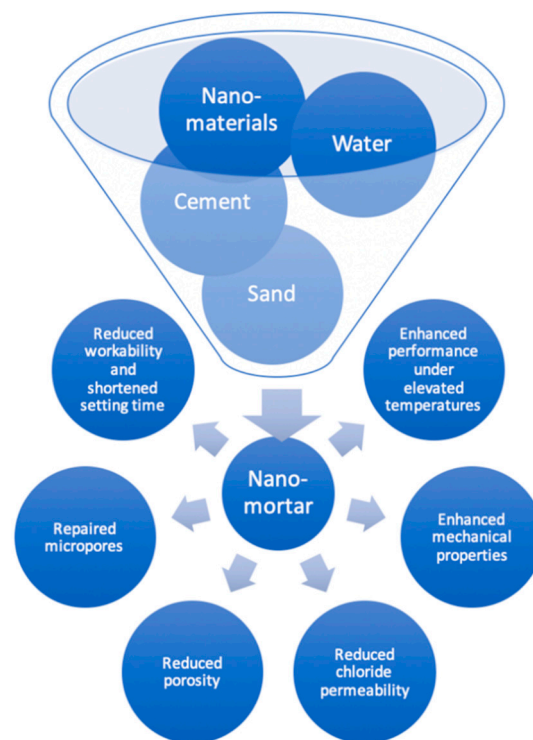 Nano-
materials
Water
Cement
Sand
Reduced
workability
and
shortened
setting time
Enhanced
performance
under
elevated
temperatures
Nano-
mortar
Repaired
micropores
Enhanced
mechanical
properties
Reduced
porosity
Reduced
chloride
permeability